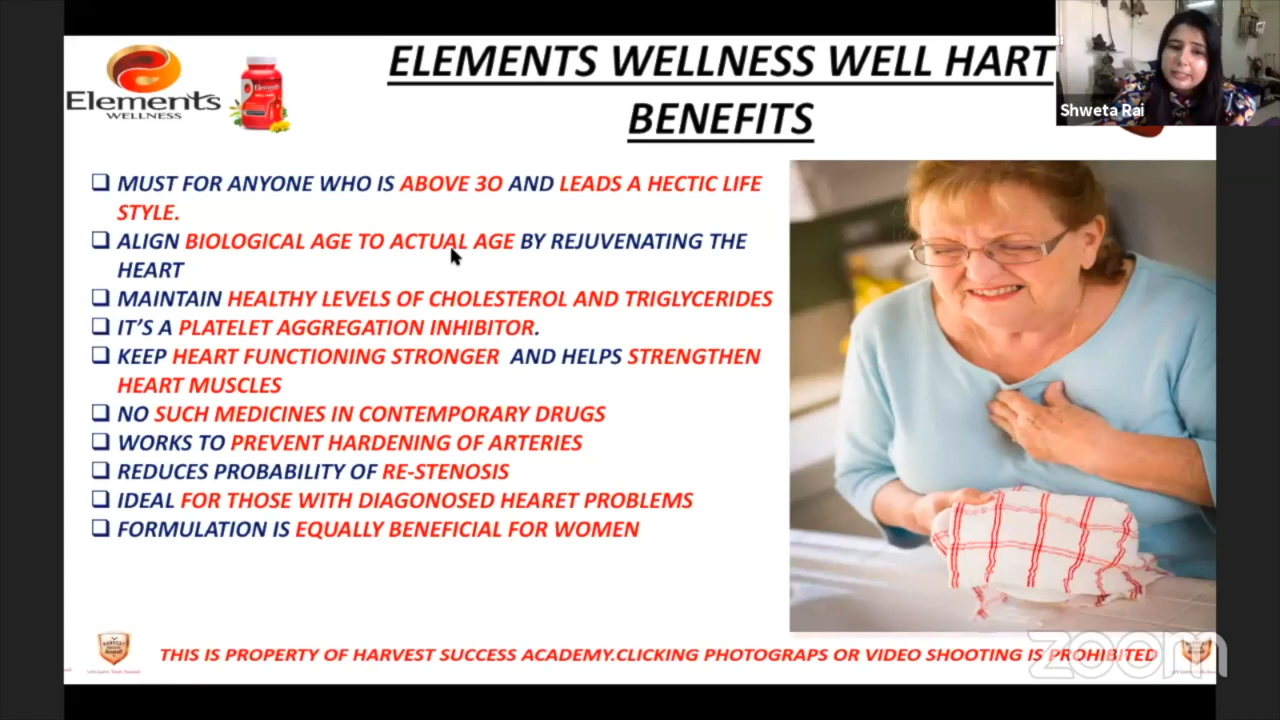 Elements
WELLNESS
Elements
ELEMENTS WELLNESS WELL HART
BENEFITS
Shweta Rai
❑ MUST FOR ANYONE WHO IS ABOVE 3O AND LEADS A HECTIC LIFE
STYLE.
❑ ALIGN BIOLOGICAL AGE TO ACTUAL AGE BY REJUVENATING THE
HEART
❑ MAINTAIN HEALTHY LEVELS OF CHOLESTEROL AND TRIGLYCERIDES
❑ IT'S A PLATELET AGGREGATION INHIBITOR.
❑ KEEP HEART FUNCTIONING STRONGER AND HELPS STRENGTHEN
HEART MUSCLES
❑ NO SUCH MEDICINES IN CONTEMPORARY DRUGS
❑ WORKS TO PREVENT HARDENING OF ARTERIES
❑ REDUCES PROBABILITY OF RE-STENOSIS
❑ IDEAL FOR THOSE WITH DIAGONOSED HEARET PROBLEMS
❑ FORMULATION IS EQUALLY BENEFICIAL FOR WOMEN
HARVEST
THIS IS PROPERTY OF HARVEST SUCCESS ACADEMY.CLICKING PHOTOGRAPS OR VIDEO SHOOTING IS PROHIBITED
zoom